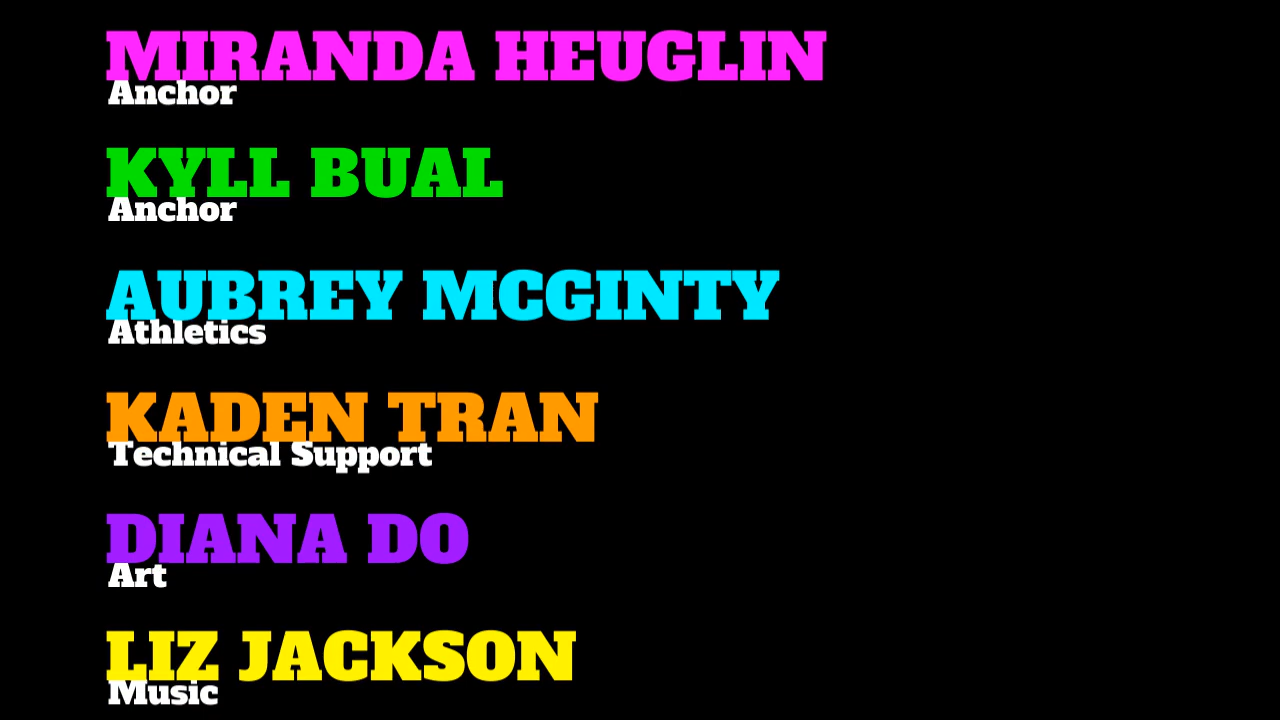 MIRANDA HEUGLIN
Anchor
KYLL BUAL
Anchor
AUBREY MCGINTY
Athletics
KADEN TRAN
Technical Support
DIANA DO
Art
LIZ JACKSON
Music